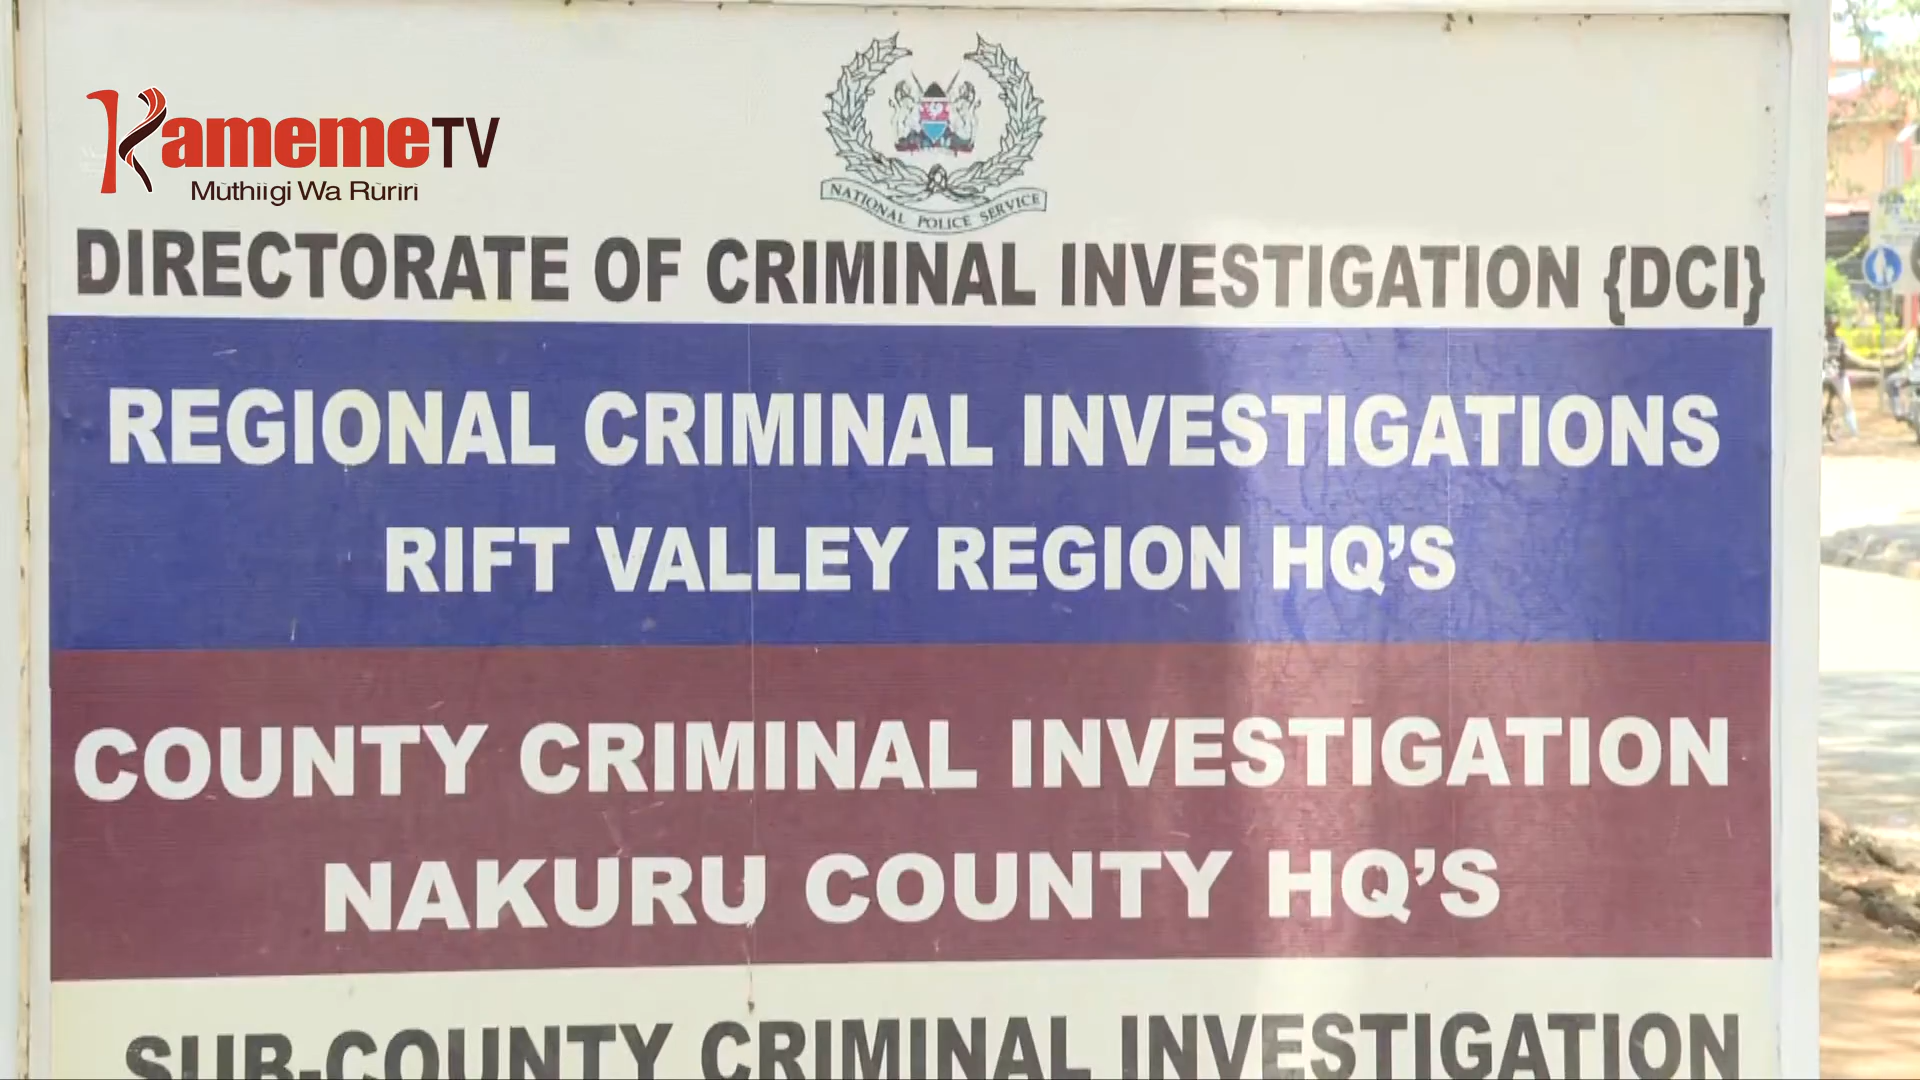 KamemeTV
Mũthiigi Wa Rũrĩrĩ
NATIONAL POLICE SERVICE
DIRECTORATE OF CRIMINAL INVESTIGATION {DCI}
REGIONAL CRIMINAL INVESTIGATIONS
RIFT VALLEY REGION HQ'S
COUNTY CRIMINAL INVESTIGATION
NAKURU COUNTY HQ'S
SUB-COUNTY CRIMINAL INVESTIGATION